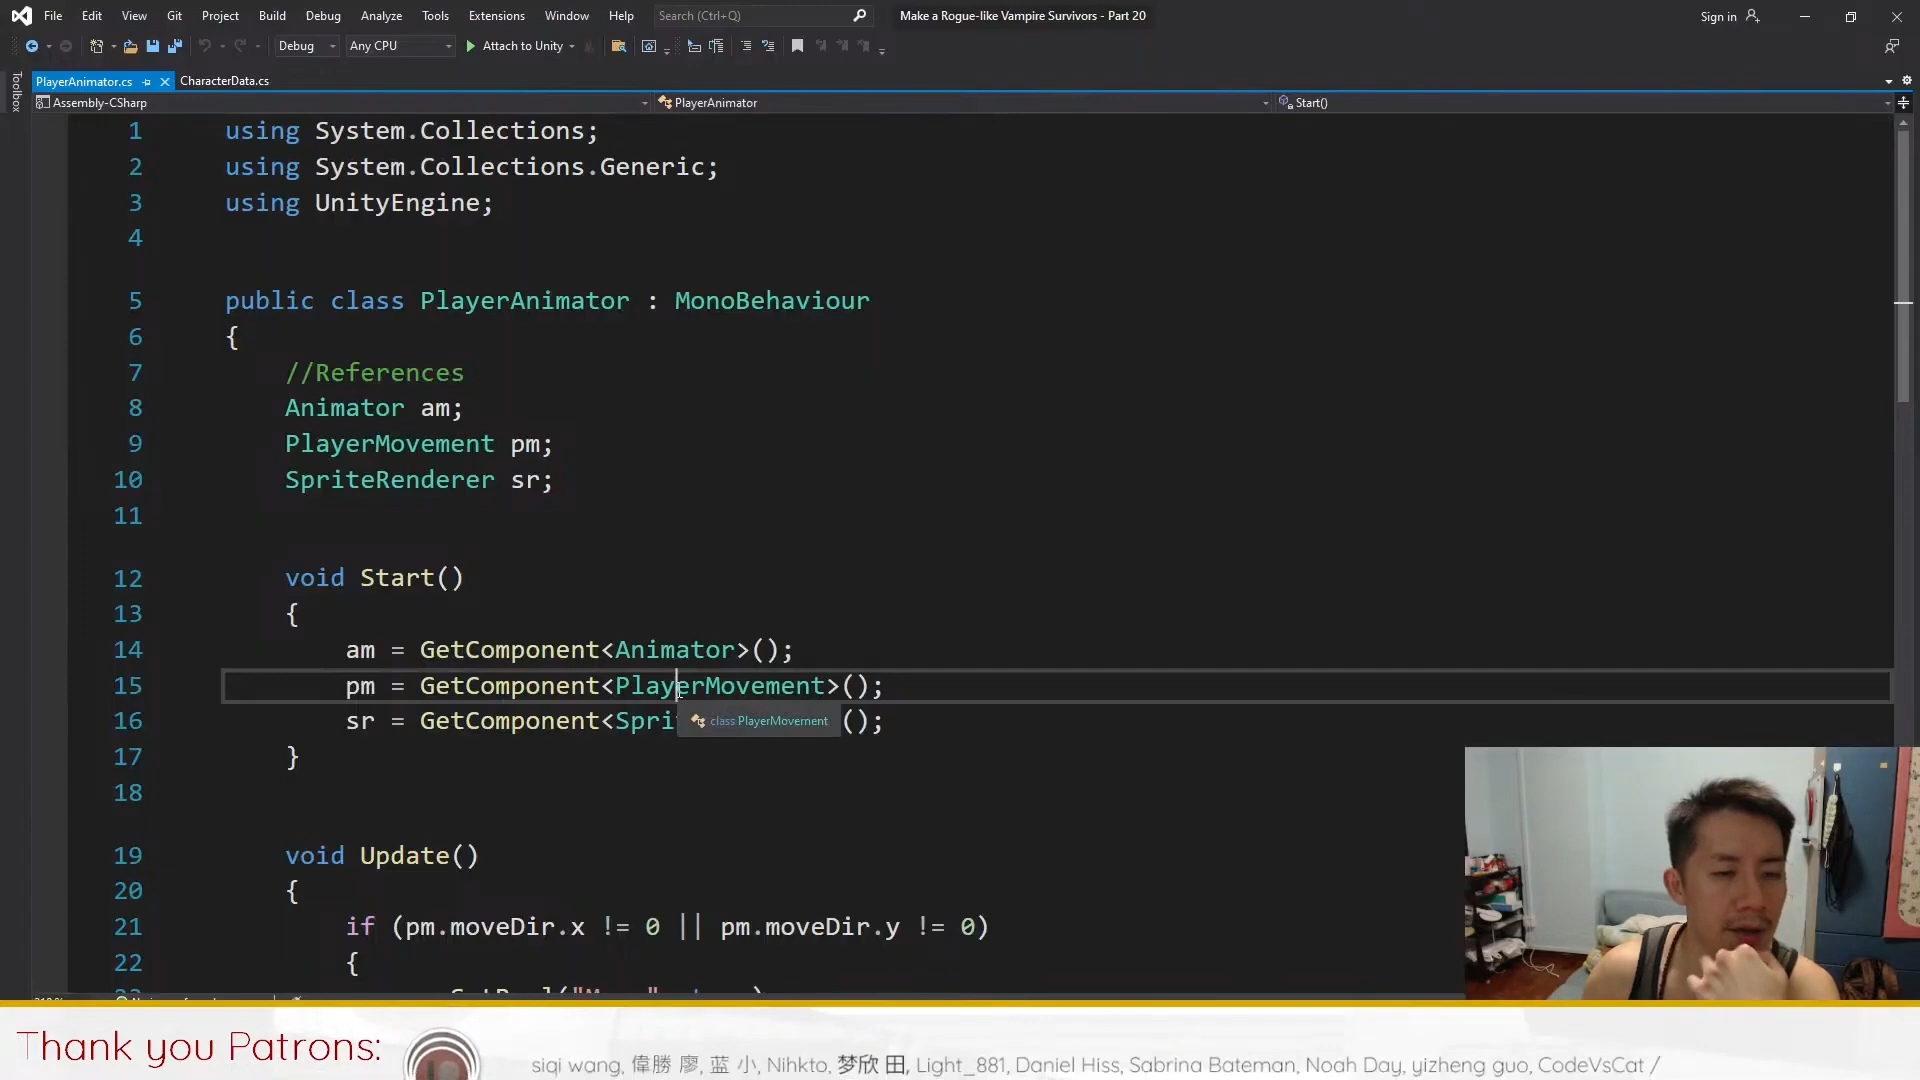 File Edit View Git Project Build Debug Analyze Tools Extensions Window Help Search (Ctrl+Q) Make a Rogue-like Vampire Survivors - Part 20 Sign in
Debug Any CPU Attach to Unity
Toolbox
PlayerAnimator.cs CharacterData.cs
Assembly-CSharp PlayerAnimator Start()
1 using System.Collections;
2 using System.Collections.Generic;
3 using UnityEngine;
4
5 public class PlayerAnimator : MonoBehaviour
6 {
7 //References
8 Animator am;
9 PlayerMovement pm;
10 SpriteRenderer sr;
11
12 void Start()
13 {
14 am = GetComponent<Animator>();
15 pm = GetComponent<PlayerMovement>();
16 sr = GetComponent<Spri ();
class PlayerMovement
17 }
18
19 void Update()
20 {
21 if (pm.moveDir.x != 0 || pm.moveDir.y != 0)
22 {
Thank you Patrons:
siqi wang, 偉勝 廖, 蓝 小, Nihkto, 梦欣 田, Light_881, Daniel Hiss, Sabrina Bateman, Noah Day, yizheng guo, CodeVsCat /